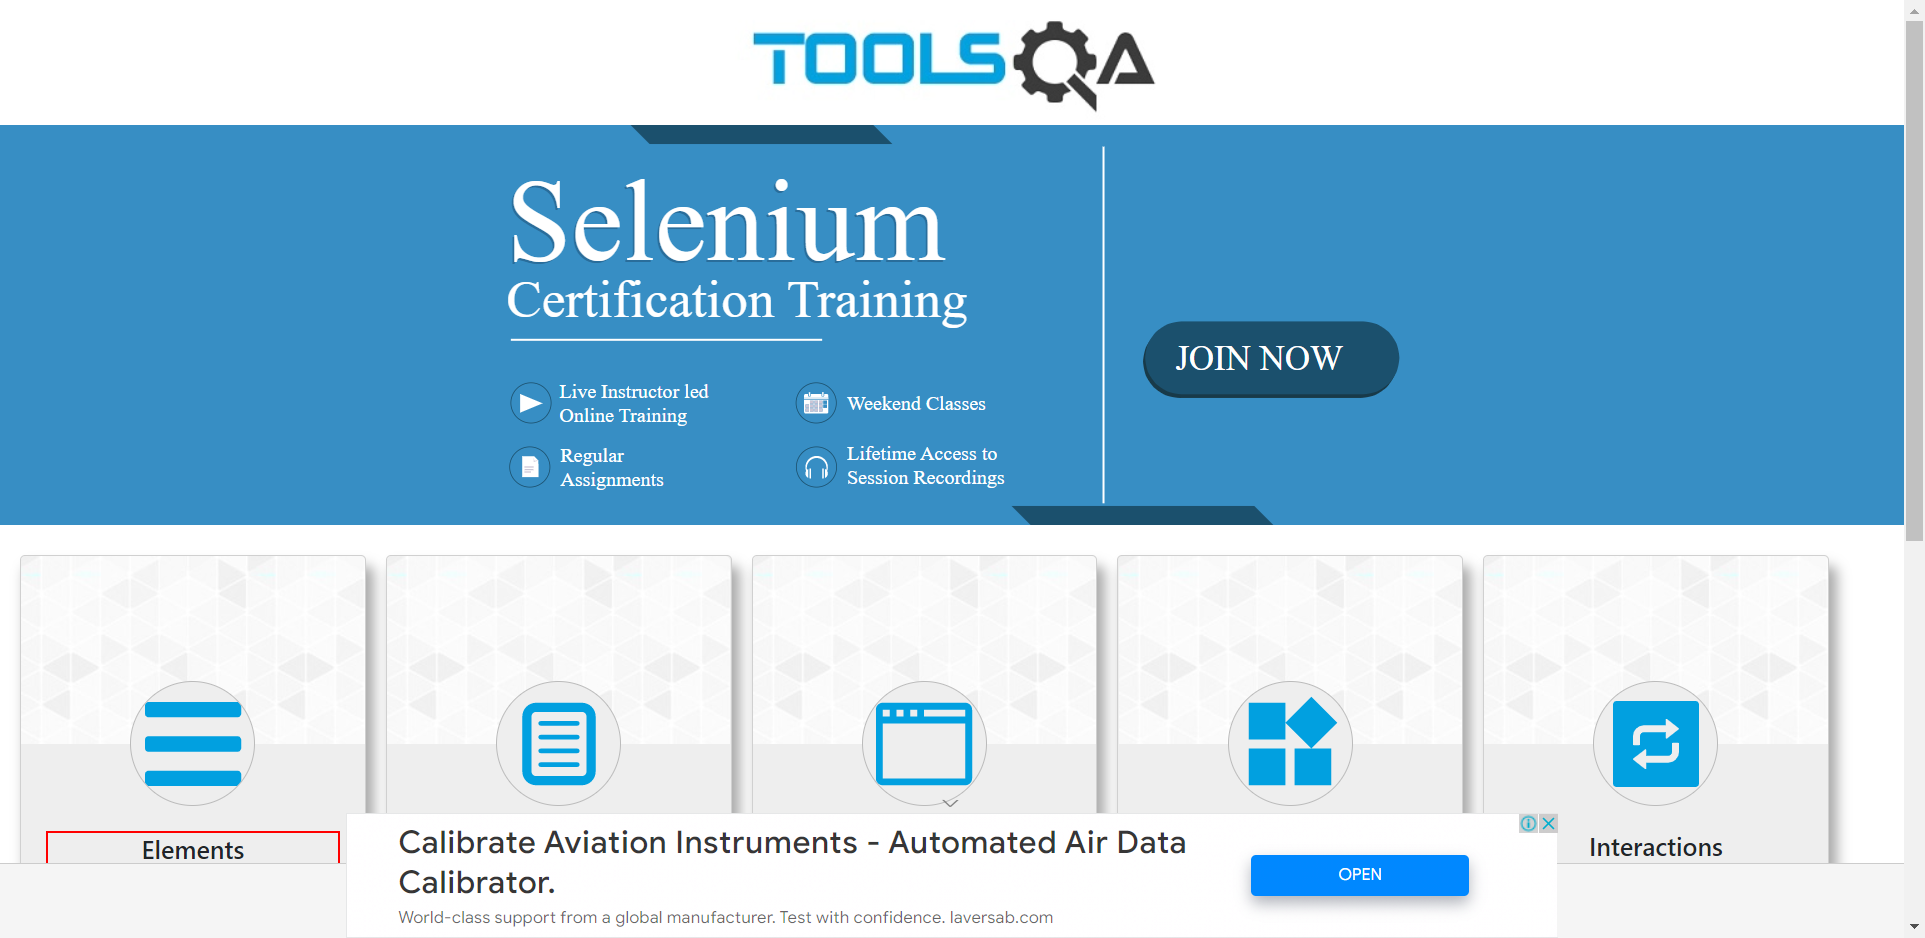 TOOLSQA
Selenium
Certification Training
JOIN NOW
Live Instructor led
Online Training
Weekend Classes
Regular
Assignments
Lifetime Access to
Session Recordings
Elements
Interactions
Calibrate Aviation Instruments - Automated Air Data
Calibrator.
World-class support from a global manufacturer. Test with confidence. laversab.com
OPEN